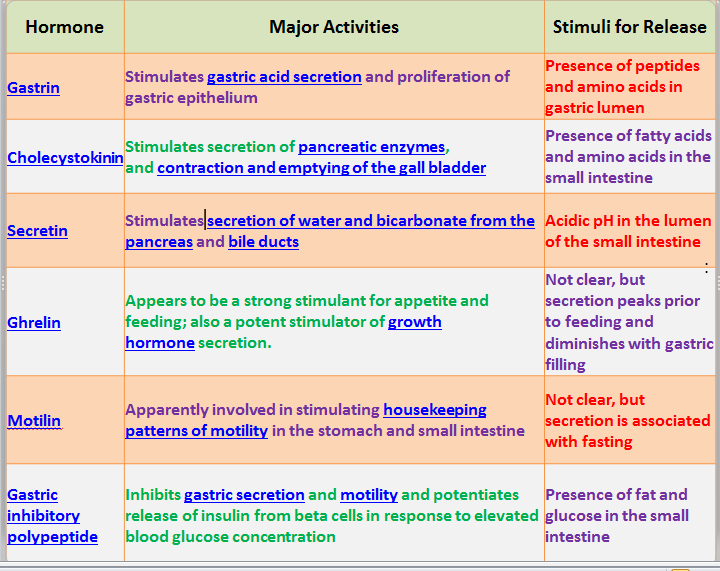 Hormone Major Activities Stimuli for Release
Gastrin
Stimulates gastric acid secretion and proliferation of
gastric epithelium
Presence of peptides
and amino acids in
gastric lumen
Cholecystokinin
Stimulates secretion of pancreatic enzymes,
and contraction and emptying of the gall bladder
Presence of fatty acids
and amino acids in the
small intestine
Secretin
Stimulates secretion of water and bicarbonate from the
pancreas and bile ducts
Acidic pH in the lumen
of the small intestine
Ghrelin
Appears to be a strong stimulant for appetite and
feeding; also a potent stimulator of growth
hormone secretion.
Not clear, but
secretion peaks prior
to feeding and
diminishes with gastric
filling
Motilin
Apparently involved in stimulating housekeeping
patterns of motility in the stomach and small intestine
Not clear, but
secretion is associated
with fasting
Gastric
inhibitory
polypeptide
Inhibits gastric secretion and motility and potentiates
release of insulin from beta cells in response to elevated
blood glucose concentration
Presence of fat and
glucose in the small
intestine